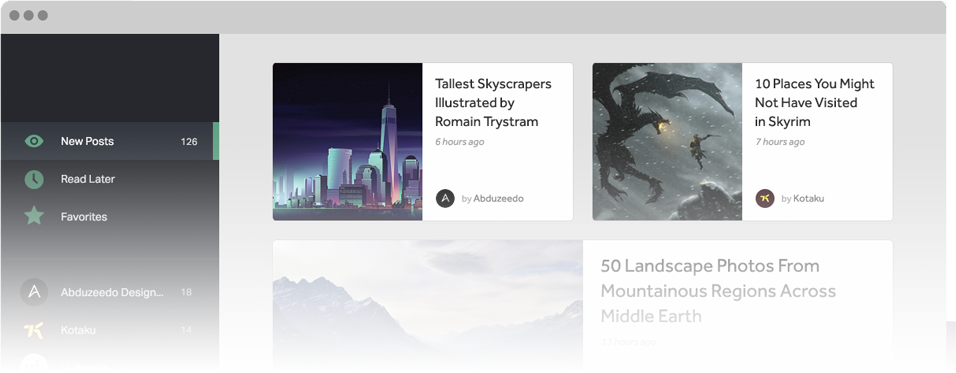 New Posts 126
Read Later
Favorites
Abduzeedo Design... 18
Kotaku 14
Tallest Skyscrapers
Illustrated by
Romain Trystram
6 hours ago
by Abduzeedo
10 Places You Might
Not Have Visited
in Skyrim
7 hours ago
by Kotaku
50 Landscape Photos From
Mountainous Regions Across
Middle Earth